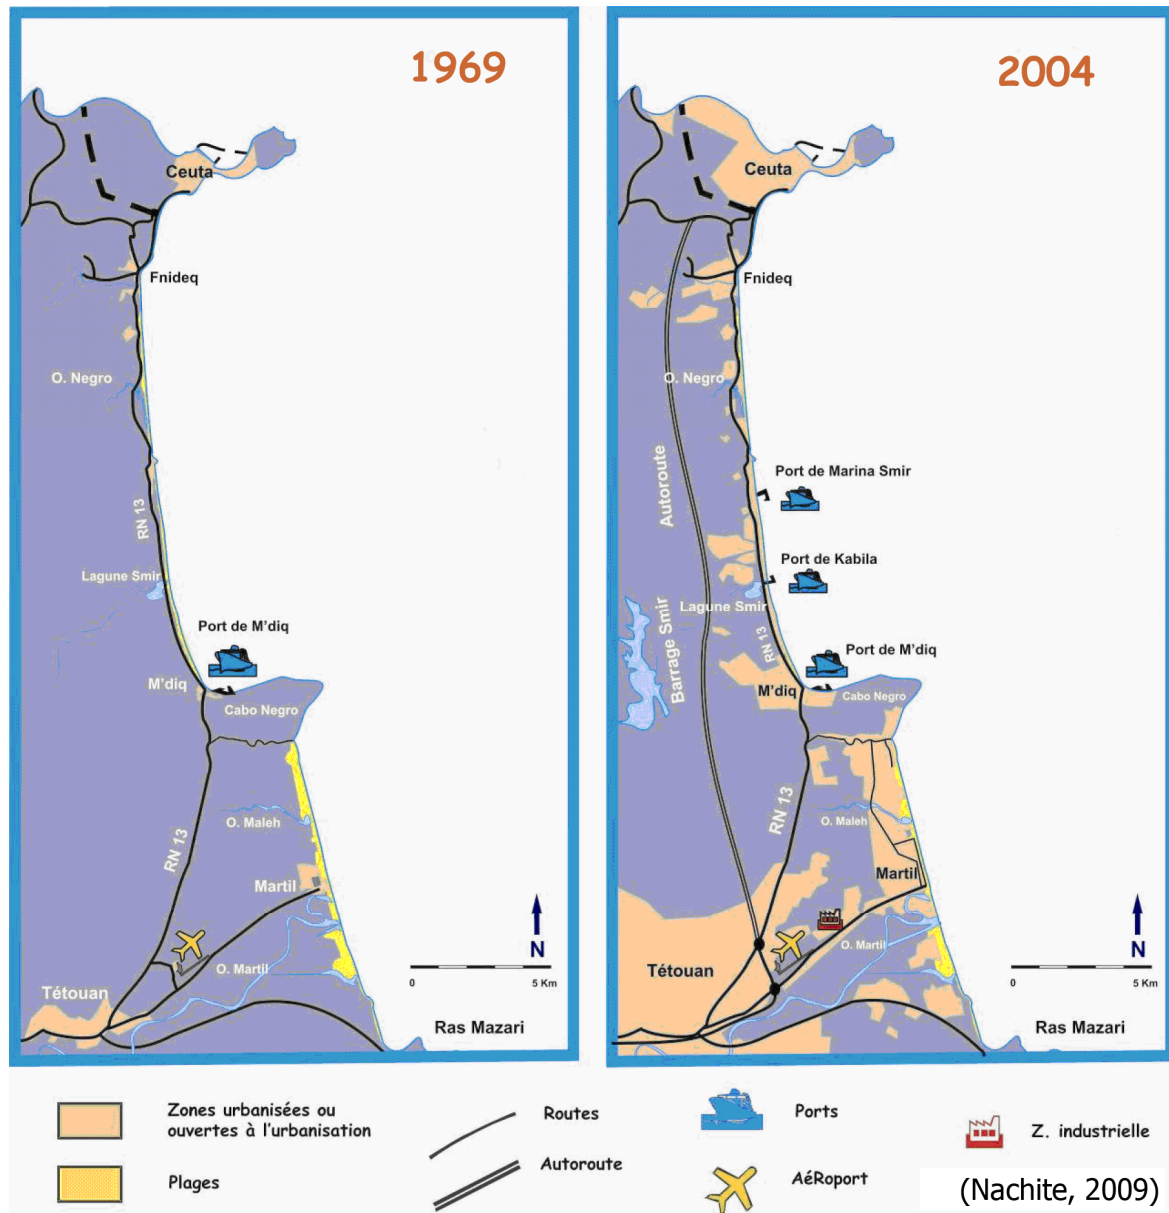 1969
Ceuta
Fnideq
O. Negro
RN 13
Lagune Smir
Port de M'diq
M'diq
Cabo Negro
O. Maleh
RN 13
Martil
N
O. Martil
0 5 Km
Tétouan
Ras Mazari
2004
Ceuta
Fnideq
O. Negro
Autoroute
Port de Marina Smir
Port de Kabila
Lagune Smir
Barrage Smir
RN 13
Port de M'diq
M'diq
Cabo Negro
RN 13
O. Maleh
Martil
N
O. Martil
Tétouan
0 5 Km
Ras Mazari
Zones urbanisées ou
ouvertes à l'urbanisation
Plages
Routes
Autoroute
Ports
AéRoport
Z. industrielle
(Nachite, 2009)